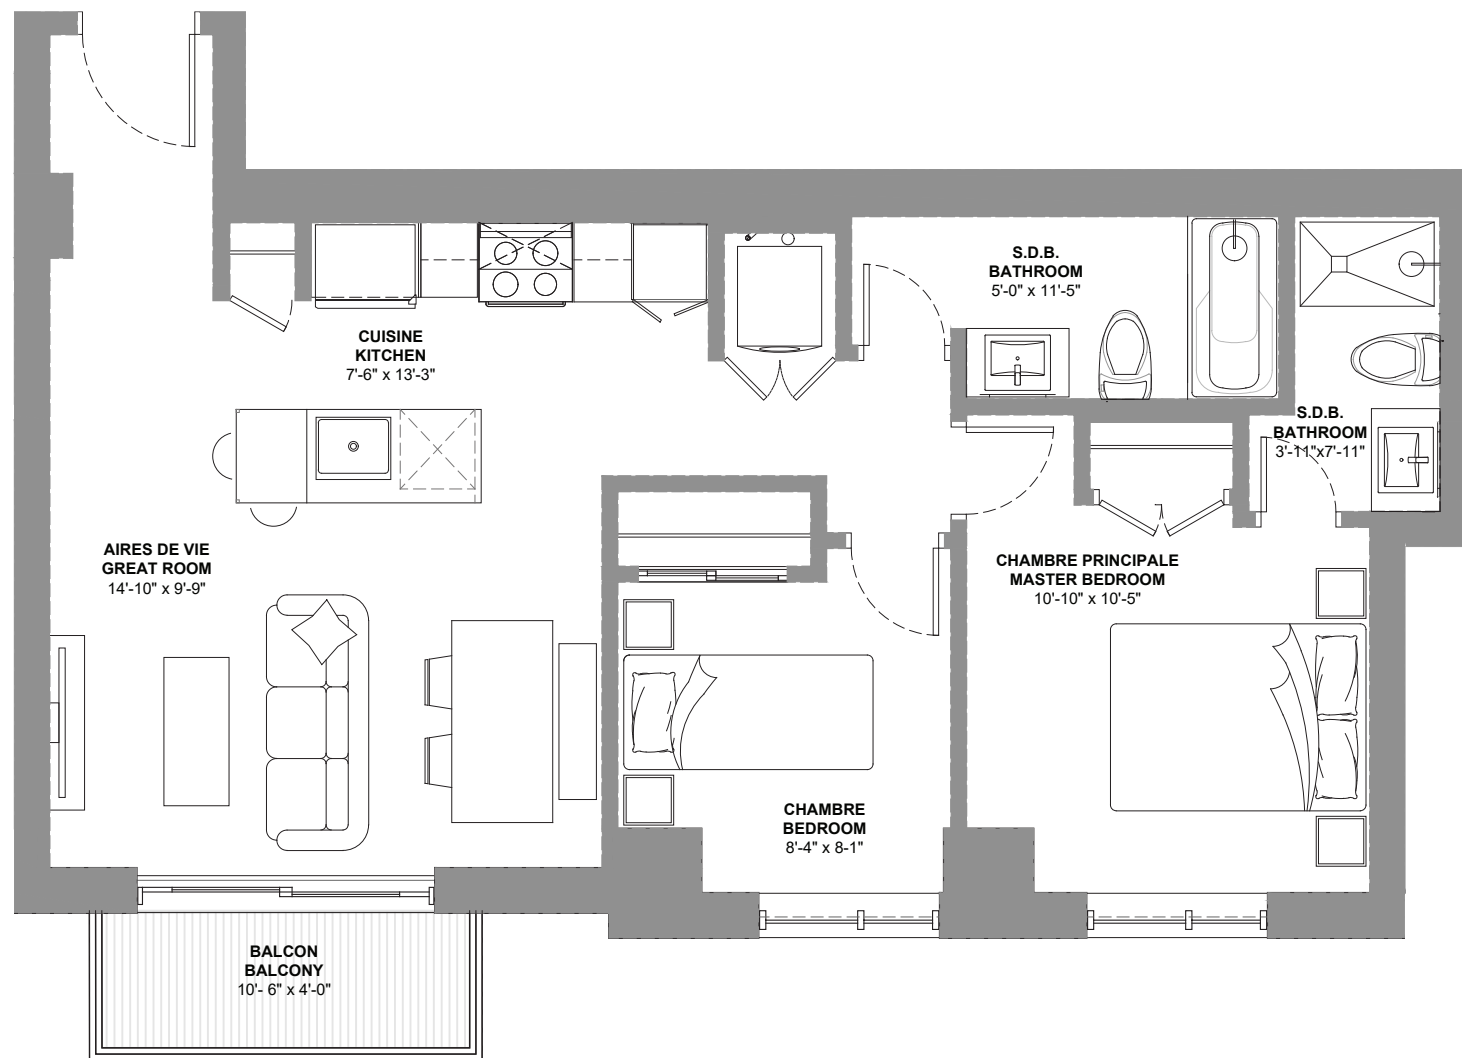 S.D.B.
BATHROOM
5'-0" x 11'-5"
CUISINE
KITCHEN
7'-6" x 13'-3"
S.D.B.
BATHROOM
3'-11"x7'-11"
AIRES DE VIE
GREAT ROOM
14'-10" x 9'-9"
CHAMBRE PRINCIPALE
MASTER BEDROOM
10'-10" x 10'-5"
CHAMBRE
BEDROOM
8'-4" x 8-1"
BALCON
BALCONY
10'- 6" x 4'-0"